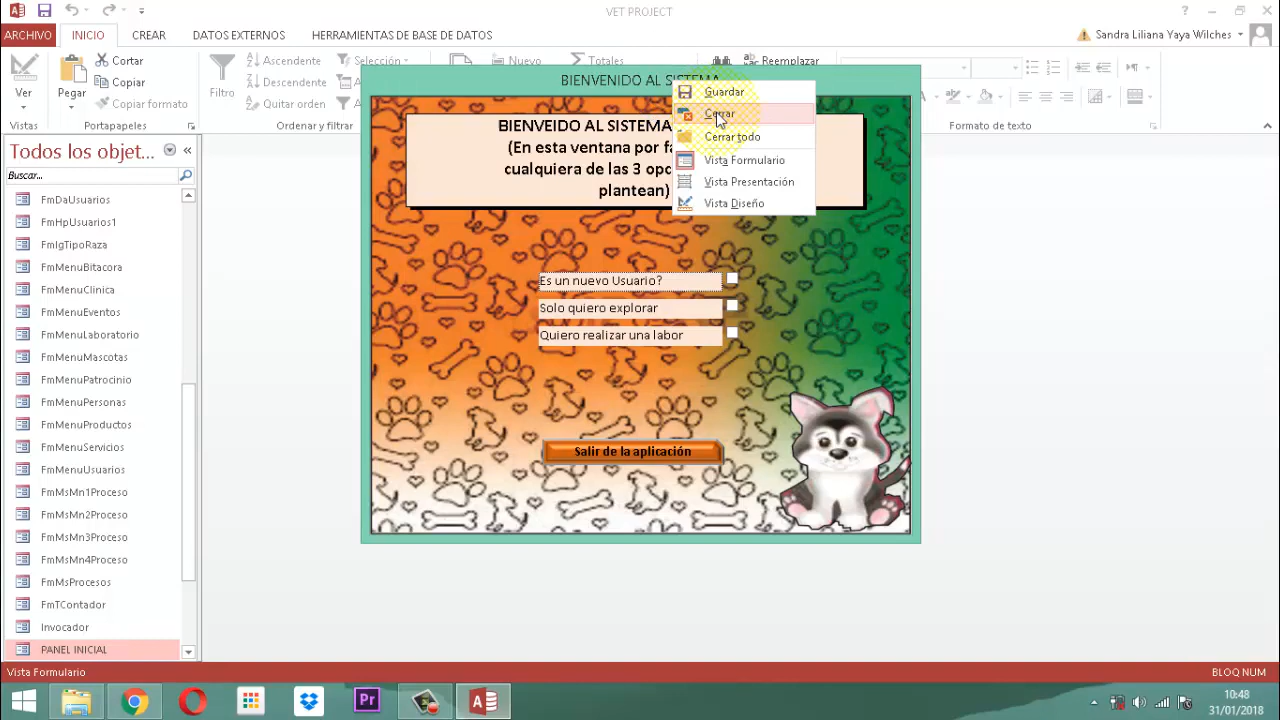 VET PROJECT
?
ARCHIVO INICIO CREAR DATOS EXTERNOS HERRAMIENTAS DE BASE DE DATOS
Sandra Liliana Yaya Wilches
Ver
Vistas
Pegar
Cortar
Copiar
Copiar formato
Portapapeles
Filtro
Ascendente
Descendente
Quitar
Selección
Ordenar y filtrar
Nuevo
Totales
Reemplazar
Formato de texto
BIENVENIDO AL SISTEMA
Guardar
Cerrar
Cerrar todo
Vista Formulario
Vista Presentación
Vista Diseño
BIENVEIDO AL SISTEMA
(En esta ventana por
cualquiera de las 3
plantean)
Es un nuevo Usuario?
Solo quiero explorar
Quiero realizar una labor
Salir de la aplicación
Todos los objet... «
Buscar...
FmDaUsuarios
FmHpUsuarios1
FmIgTipoRaza
FmMenuBitacora
FmMenuClinica
FmMenuEventos
FmMenuLaboratorio
FmMenuMascotas
FmMenuPatrocinio
FmMenuPersonas
FmMenuProductos
FmMenuServicios
FmMenuUsuarios
FmMsMn1Proceso
FmMsMn2Proceso
FmMsMn3Proceso
FmMsMn4Proceso
FmMsProcesos
FmTContador
Invocador
PANEL INICIAL
Vista Formulario
BLOQ NUM
Pr
10:48
31/01/2018